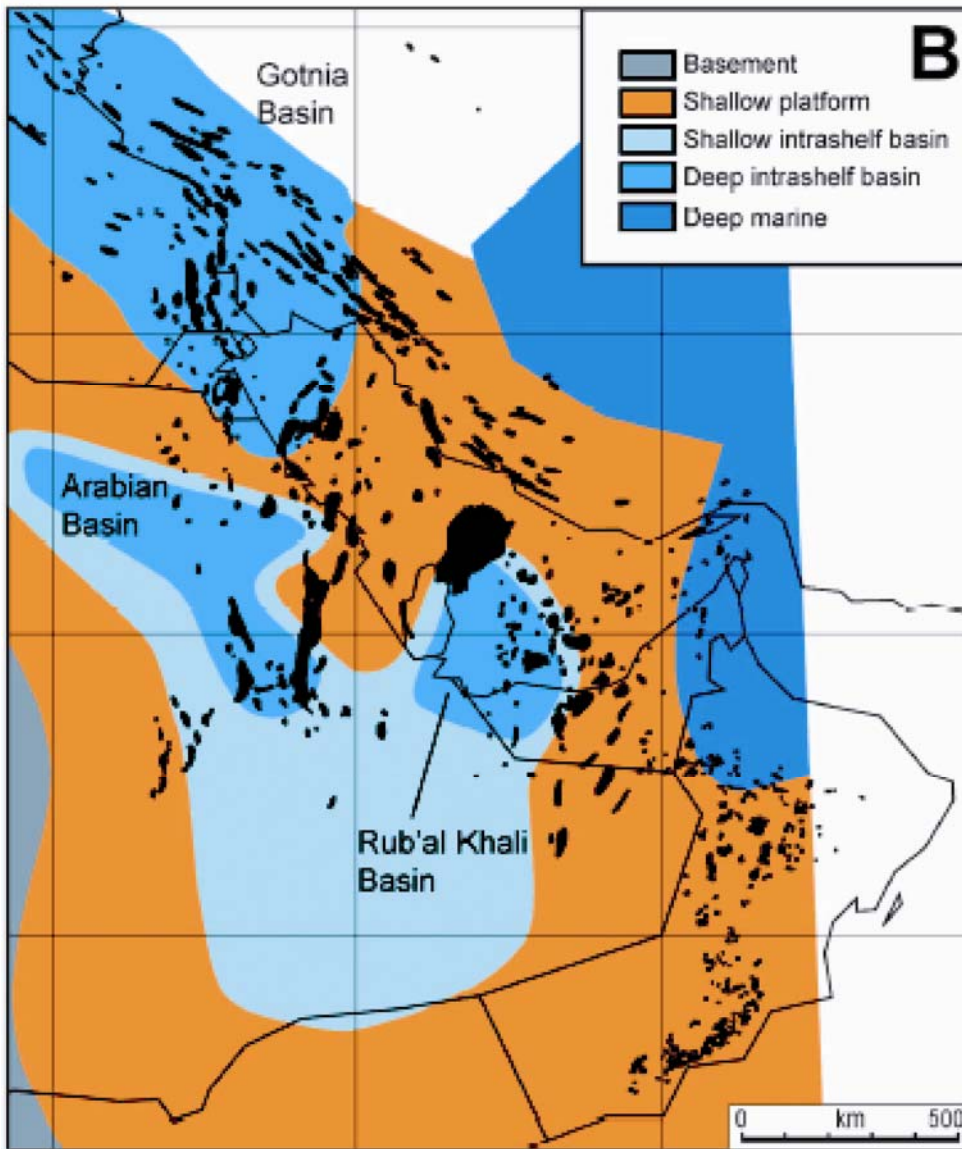 B
Gotnia
Basin
Basement
Shallow platform
Shallow intrashelf basin
Deep intrashelf basin
Deep marine
Arabian
Basin
Rub'al Khali
Basin
0 km 500